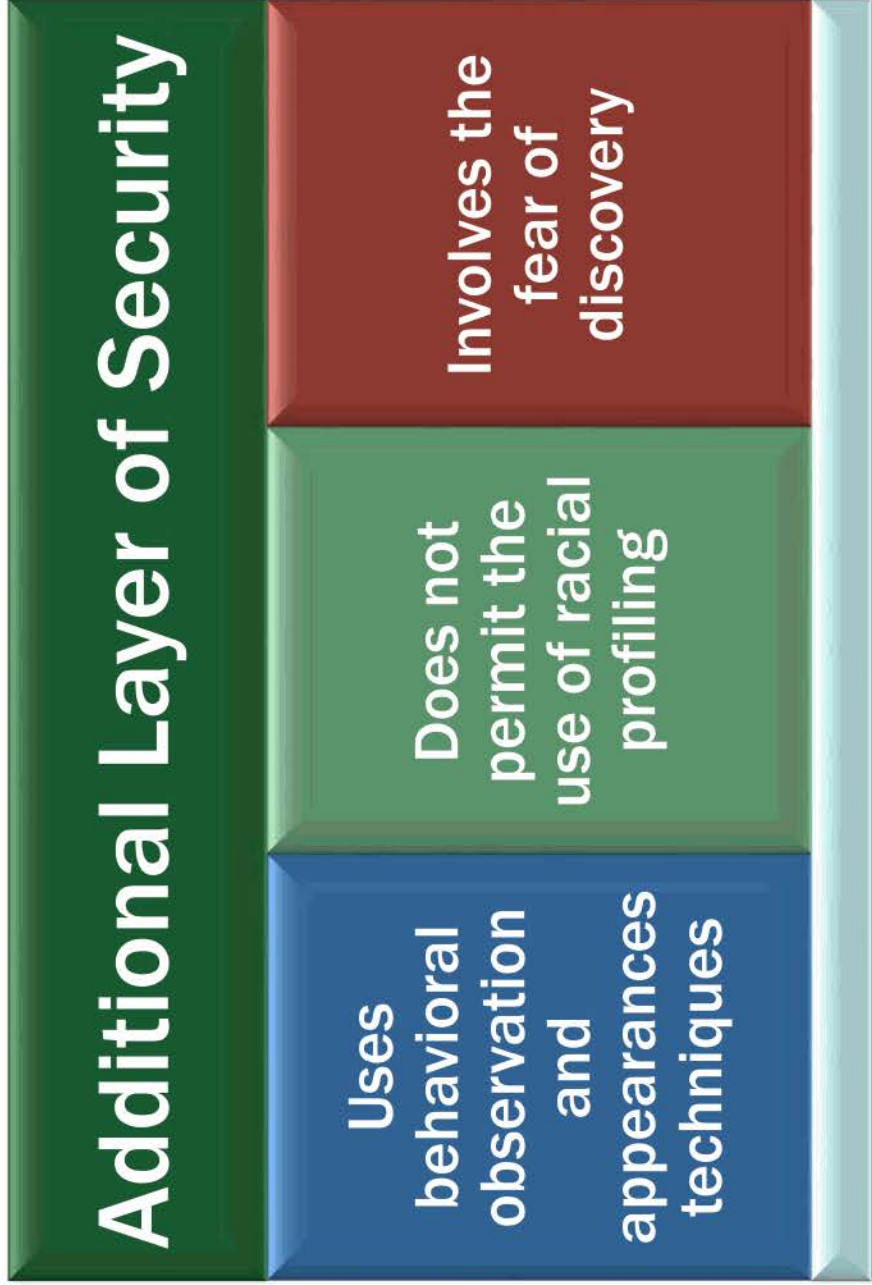 Additional Layer of Security
Uses
behavioral
observation
and
appearances
techniques
Does not
permit the
use of racial
profiling
Involves the
fear of
discovery